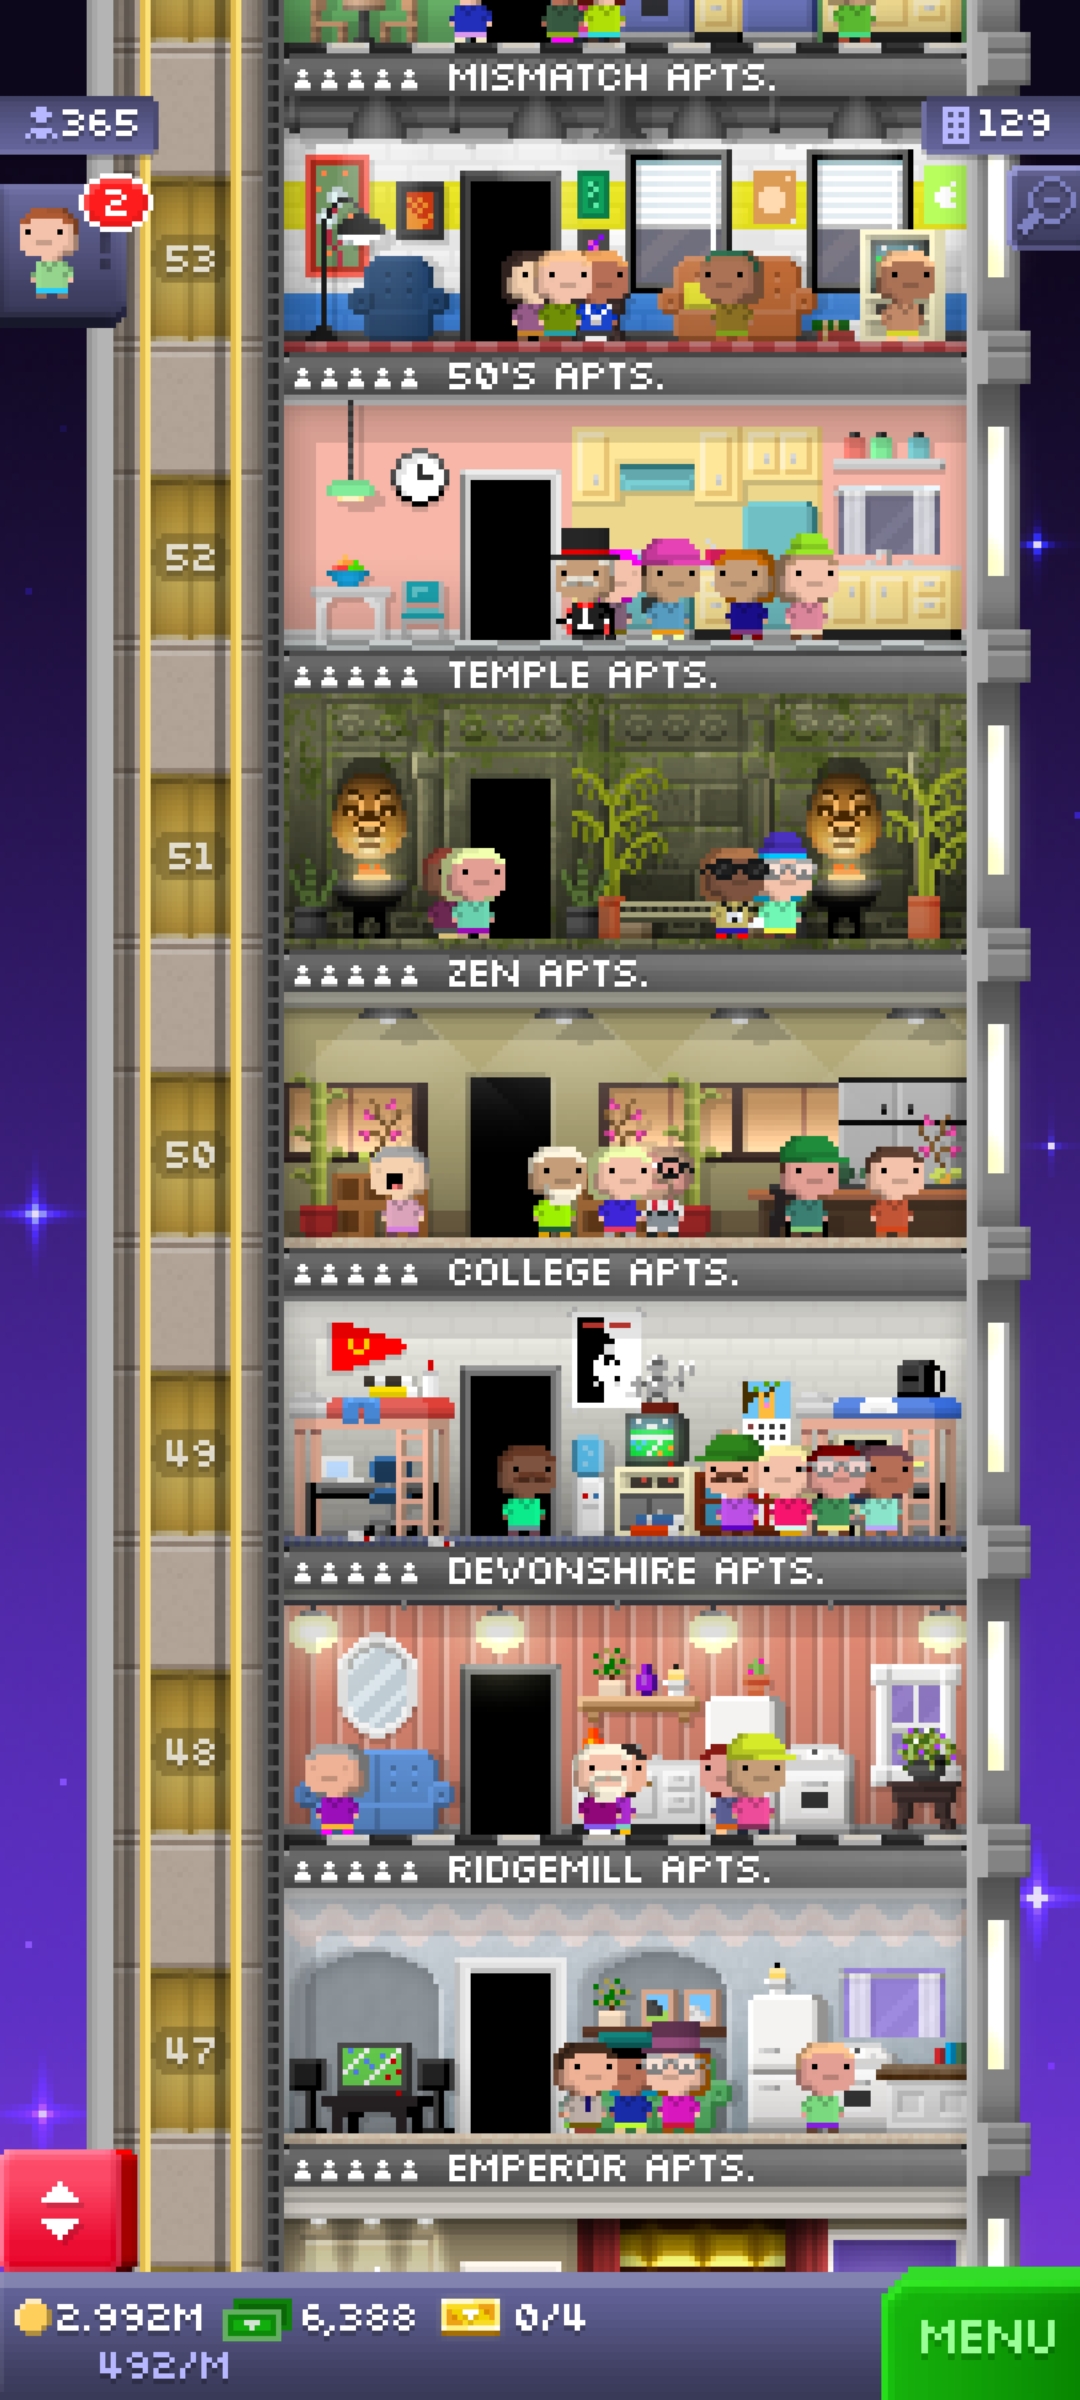 MISMATCH APTS.
365
129
2
53
50'S APTS.
52
TEMPLE APTS.
51
ZEN APTS.
50
COLLEGE APTS.
49
DEVONSHIRE APTS.
48
RIDGEMILL APTS.
47
EMPEROR APTS.
2.992M 6,388 0/4
492/M
MENU